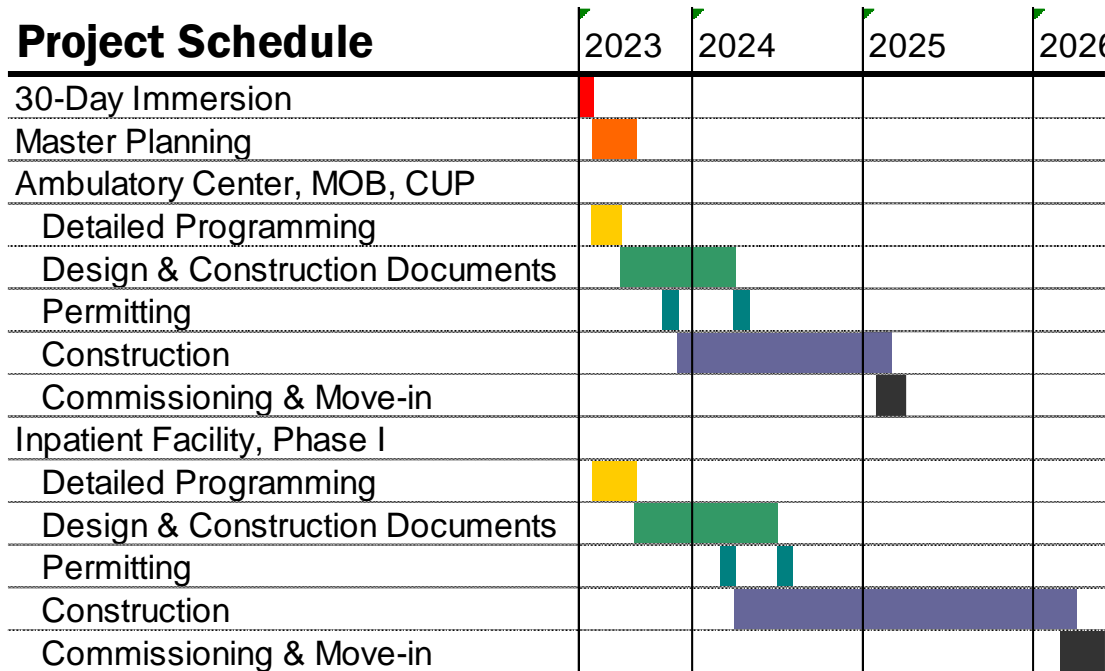 Project Schedule 2023 2024 2025 2026
30-Day Immersion
Master Planning
Ambulatory Center, MOB, CUP
Detailed Programming
Design & Construction Documents
Permitting
Construction
Commissioning & Move-in
Inpatient Facility, Phase I
Detailed Programming
Design & Construction Documents
Permitting
Construction
Commissioning & Move-in